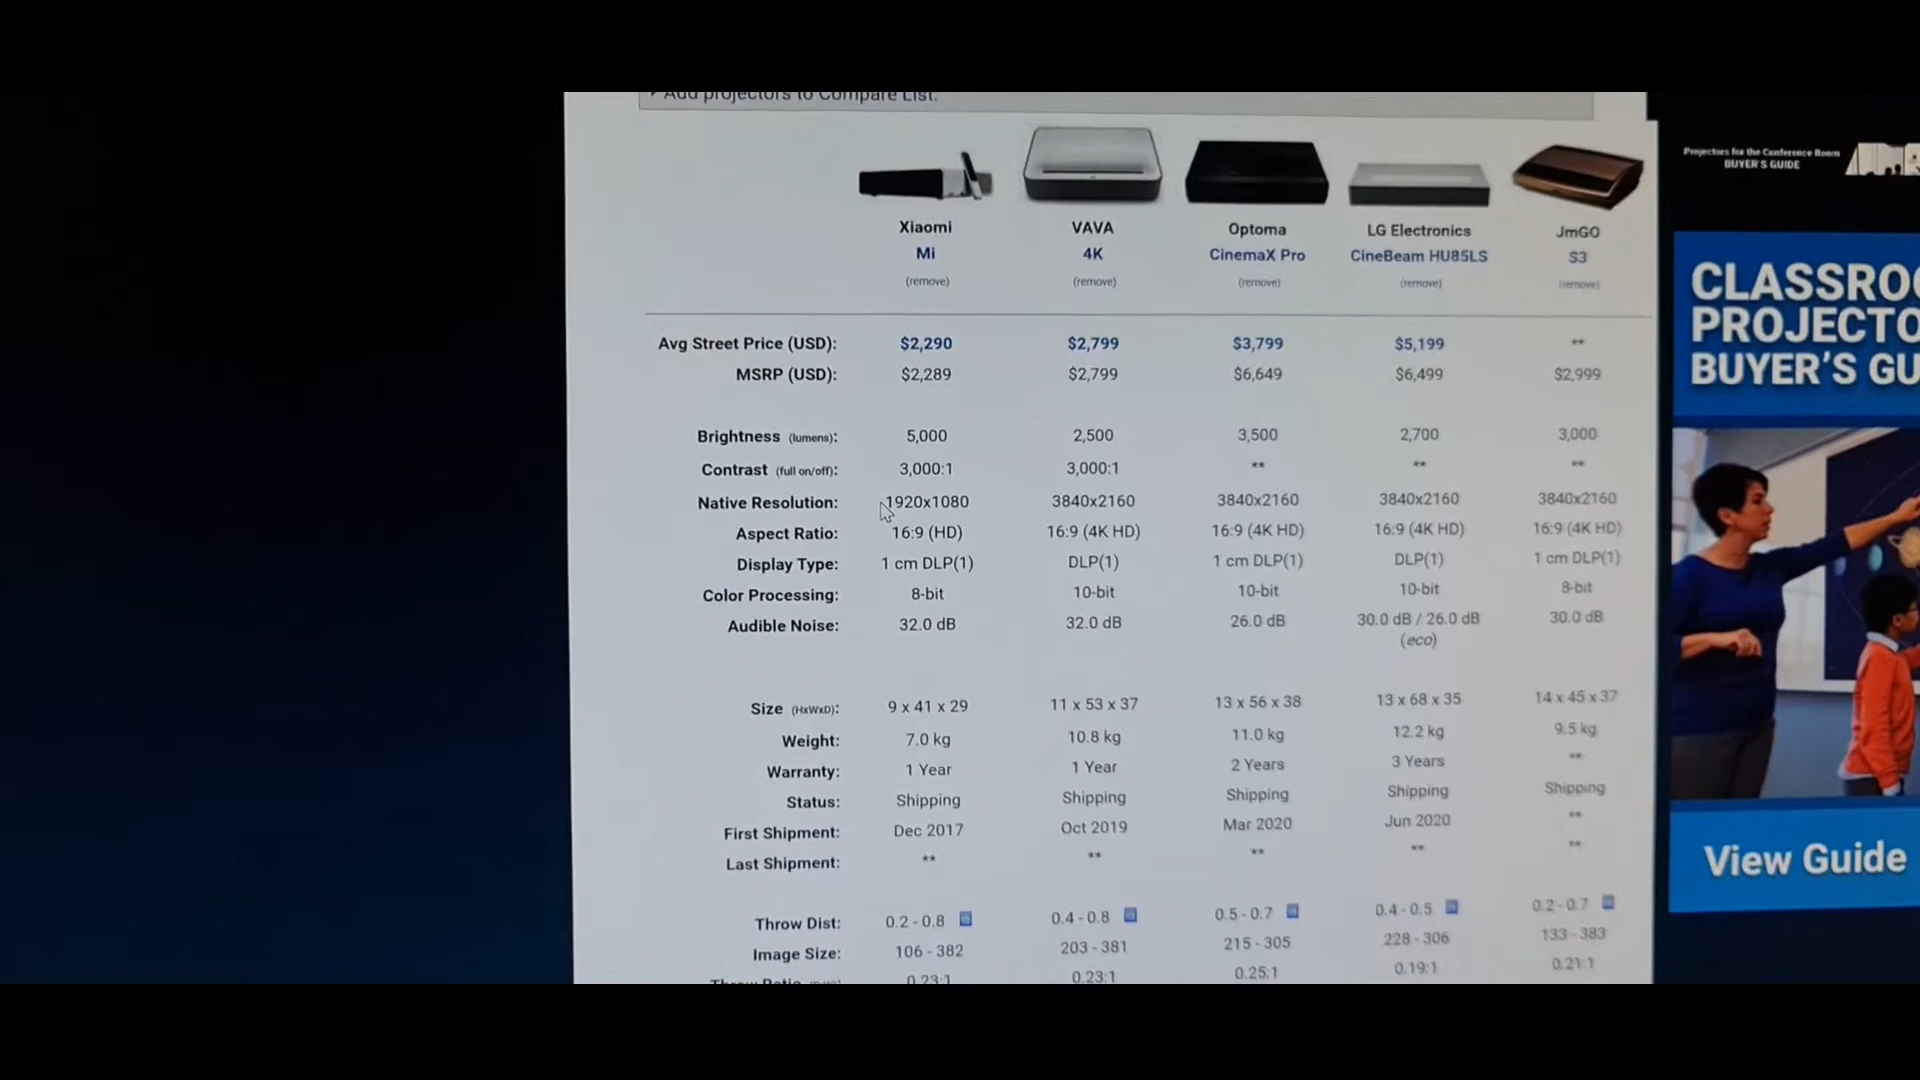 Add projectors to Compare List.
Projectors for the Conference Room
BUYER'S GUIDE
Xiaomi VAVA Optoma LG Electronics JmGO
Mi 4K CinemaX Pro CineBeam HU85LS S3
(remove) (remove) (remove) (remove) (remove)
Avg Street Price (USD): $2,290 $2,799 $3,799 $5,199 **
MSRP (USD): $2,289 $2,799 $6,649 $6,499 $2,999
Brightness (lumens): 5,000 2,500 3,500 2,700 3,000
Contrast (full on/off): 3,000:1 3,000:1 ** ** **
Native Resolution: 1920x1080 3840x2160 3840x2160 3840x2160 3840x2160
Aspect Ratio: 16:9 (HD) 16:9 (4K HD) 16:9 (4K HD) 16:9 (4K HD) 16:9 (4K HD)
Display Type: 1 cm DLP(1) DLP(1) 1 cm DLP(1) DLP(1) 1 cm DLP(1)
Color Processing: 8-bit 10-bit 10-bit 10-bit 8-bit
Audible Noise: 32.0 dB 32.0 dB 26.0 dB 30.0 dB / 26.0 dB 30.0 dB
(eco)
Size (HxWxD): 9 x 41 x 29 11 x 53 x 37 13 x 56 x 38 13 x 68 x 35 14 x 45 x 37
Weight: 7.0 kg 10.8 kg 11.0 kg 12.2 kg 9.5 kg
Warranty: 1 Year 1 Year 2 Years 3 Years **
Status: Shipping Shipping Shipping Shipping Shipping
First Shipment: Dec 2017 Oct 2019 Mar 2020 Jun 2020 **
Last Shipment: ** ** ** ** **
Throw Dist: 0.2 - 0.8 0.4 - 0.8 0.5 - 0.7 0.4 - 0.5 0.2 - 0.7
Image Size: 106 - 382 203 - 381 215 - 305 228 - 306 133 - 383
Throw Ratio 0.23:1 0.23:1 0.25:1 0.19:1 0.21:1
CLASSROO
PROJECTO
BUYER'S GU
View Guide